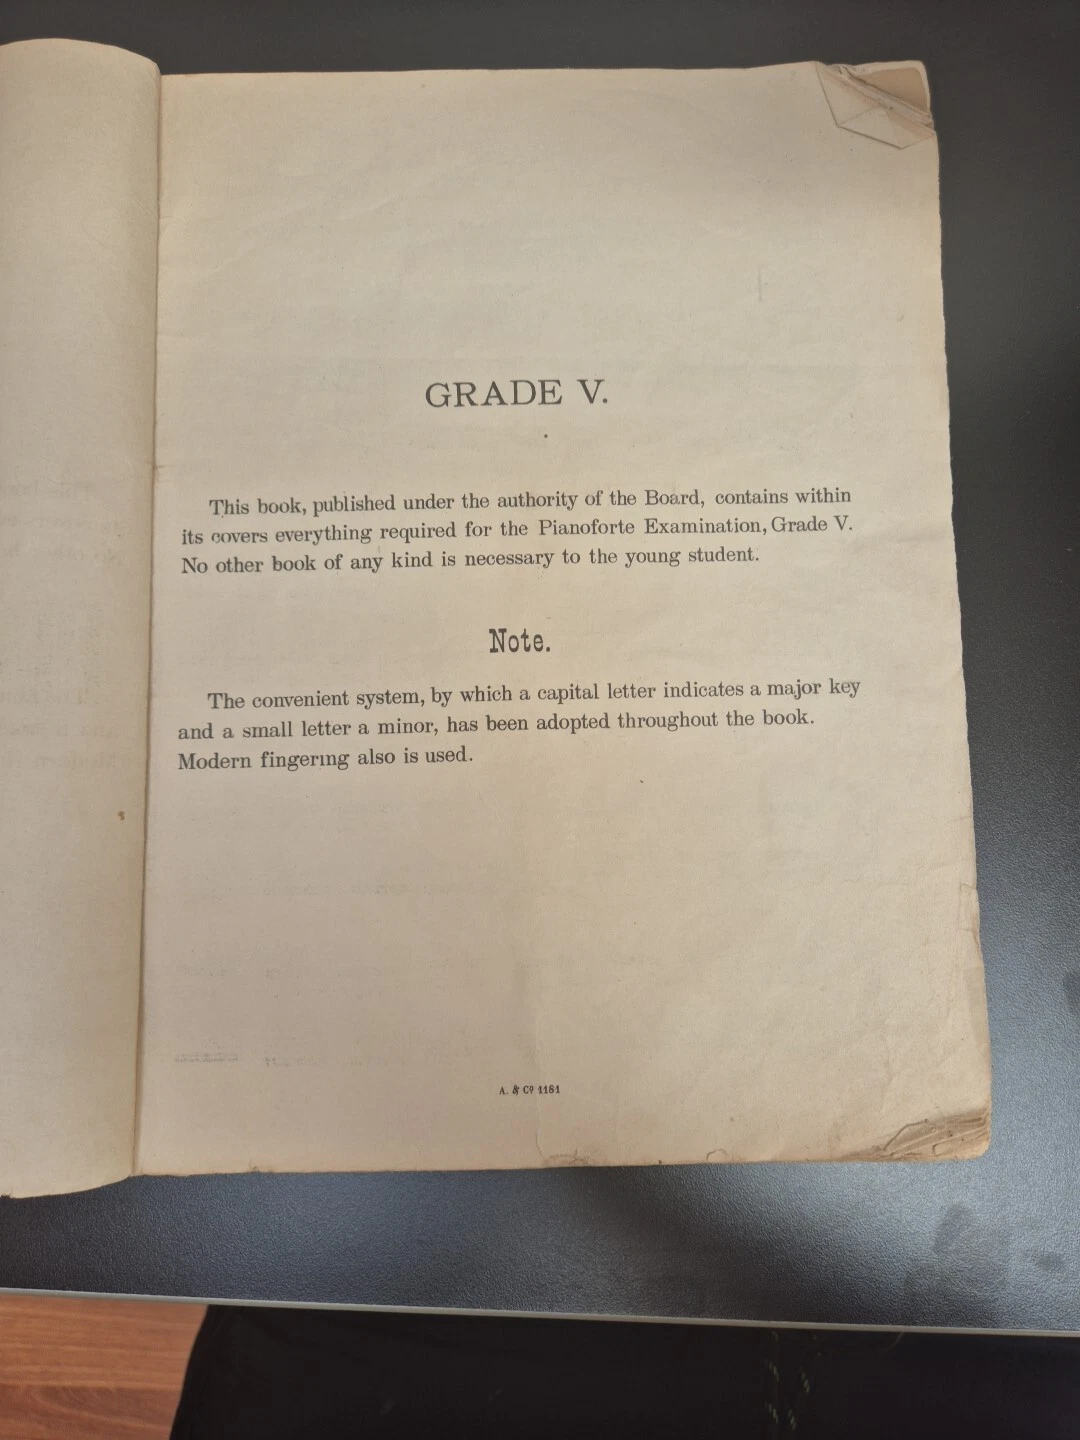 GRADE V.
This book, published under the authority of the Board, contains within
its covers everything required for the Pianoforte Examination, Grade V.
No other book of any kind is necessary to the young student.
Note.
The convenient system, by which a capital letter indicates a major key
and a small letter a minor, has been adopted throughout the book.
Modern fingering also is used.
A. & Cº 1161